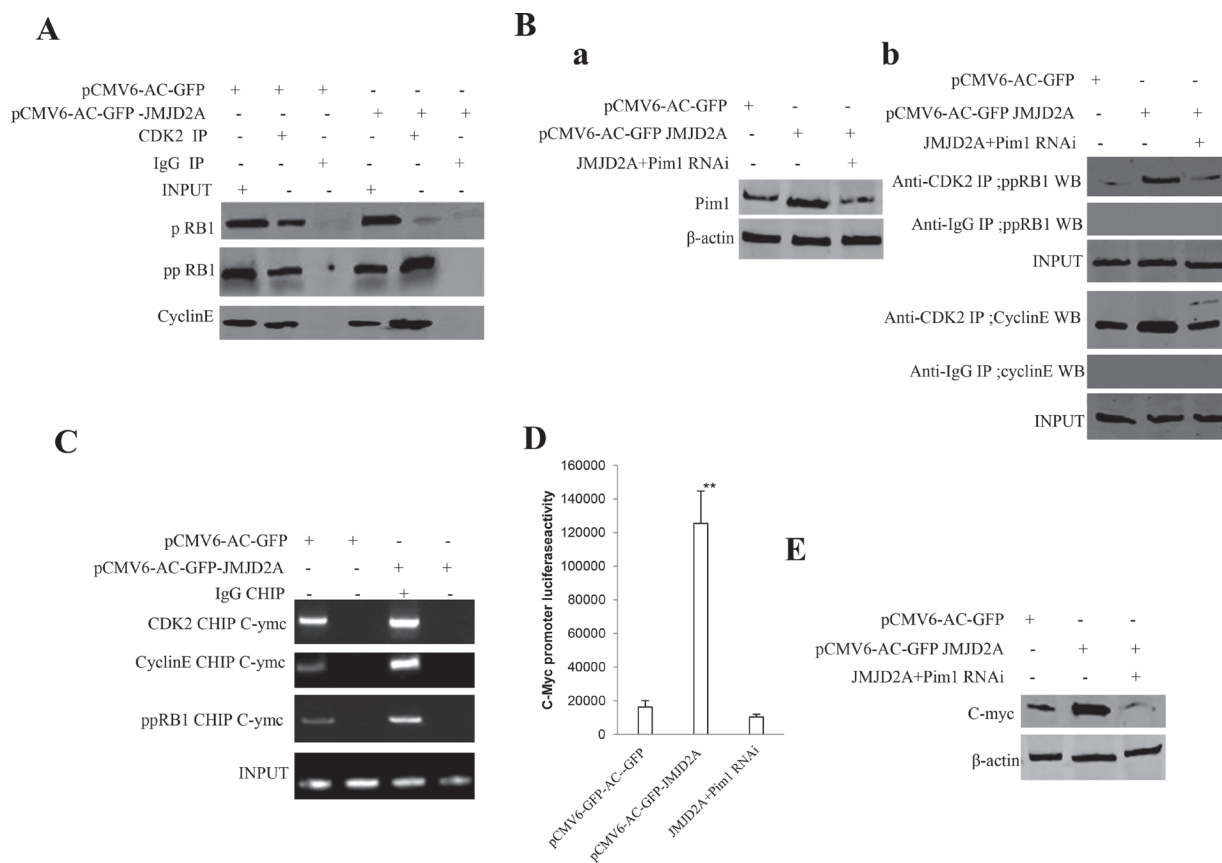 A
pCMV6-AC-GFP + + + - - -
pCMV6-AC-GFP -JMJD2A - - - + + +
CDK2 IP - + - - + -
IgG IP - - + - - +
INPUT + - - + - -
p RB1
pp RB1
CyclinE
B
a
pCMV6-AC-GFP + - -
pCMV6-AC-GFP JMJD2A - + +
JMJD2A+Pim1 RNAi - - +
Pim1
β-actin
b
pCMV6-AC-GFP + - -
pCMV6-AC-GFP JMJD2A - + +
JMJD2A+Pim1 RNAi - - +
Anti-CDK2 IP ;ppRB1 WB
Anti-IgG IP ;ppRB1 WB
INPUT
Anti-CDK2 IP ;CyclinE WB
Anti-IgG IP ;cyclinE WB
INPUT
C
pCMV6-AC-GFP + + - -
pCMV6-AC-GFP-JMJD2A - - + +
IgG CHIP - - + -
CDK2 CHIP C-ymc
CyclinE CHIP C-ymc
ppRB1 CHIP C-ymc
INPUT
D
C-Myc promoter luciferaseactivity
160000
140000
120000
100000
80000
60000
40000
20000
0
**
pCMV6-GFP-AC--GFP
pCMV6-AC-GFP-JMJD2A
JMJD2A+Pim1 RNAi
E
pCMV6-AC-GFP + - -
pCMV6-AC-GFP JMJD2A - + +
JMJD2A+Pim1 RNAi - - +
C-myc
β-actin